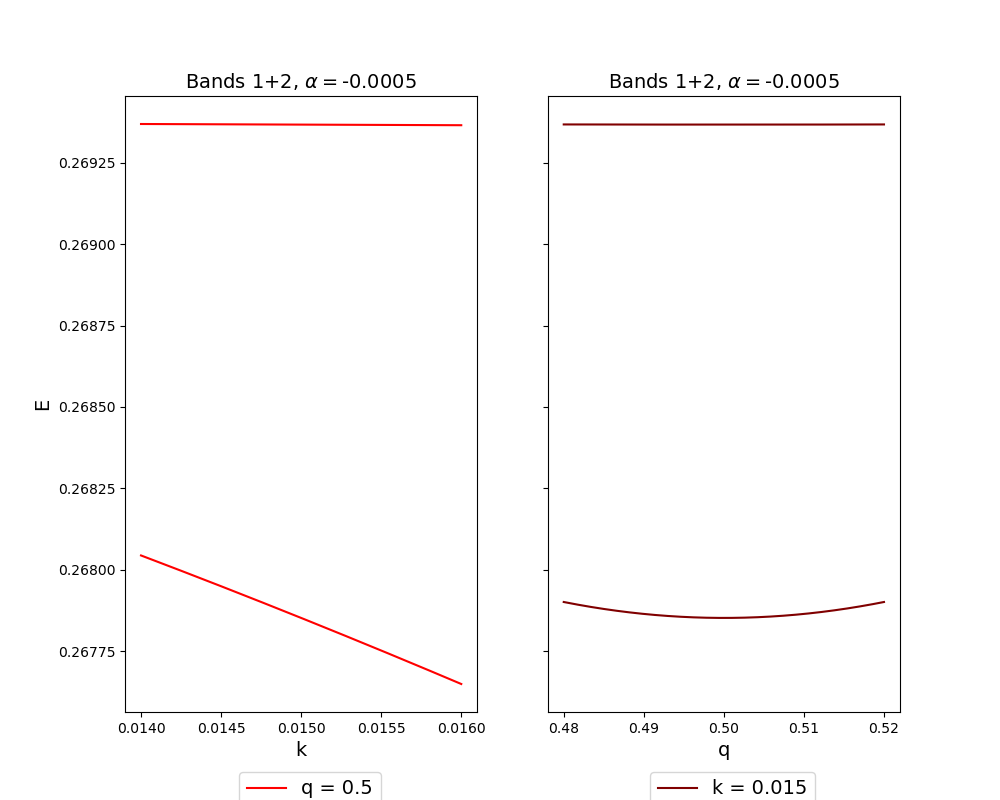 Bands 1+2, α = -0.0005
Bands 1+2, α = -0.0005
E
0.26925
0.26900
0.26875
0.26850
0.26825
0.26800
0.26775
0.0140 0.0145 0.0150 0.0155 0.0160
k
0.48 0.49 0.50 0.51 0.52
q
q = 0.5
k = 0.015